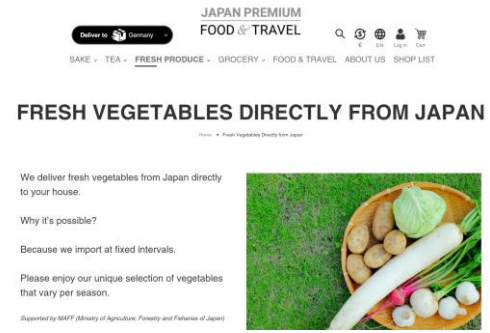 JAPAN PREMIUM
FOOD & TRAVEL
Deliver to Germany
£ EN Log in Cart
SAKE TEA FRESH PRODUCE GROCERY FOOD & TRAVEL ABOUT US SHOP LIST
FRESH VEGETABLES DIRECTLY FROM JAPAN
Home • Fresh Vegetables Directly from Japan
We deliver fresh vegetables from Japan directly
to your house.
Why it's possible?
Because we import at fixed intervals.
Please enjoy our unique selection of vegetables
that vary per season.
Supported by MAFF (Ministry of Agriculture, Forestry and Fisheries of Japan)